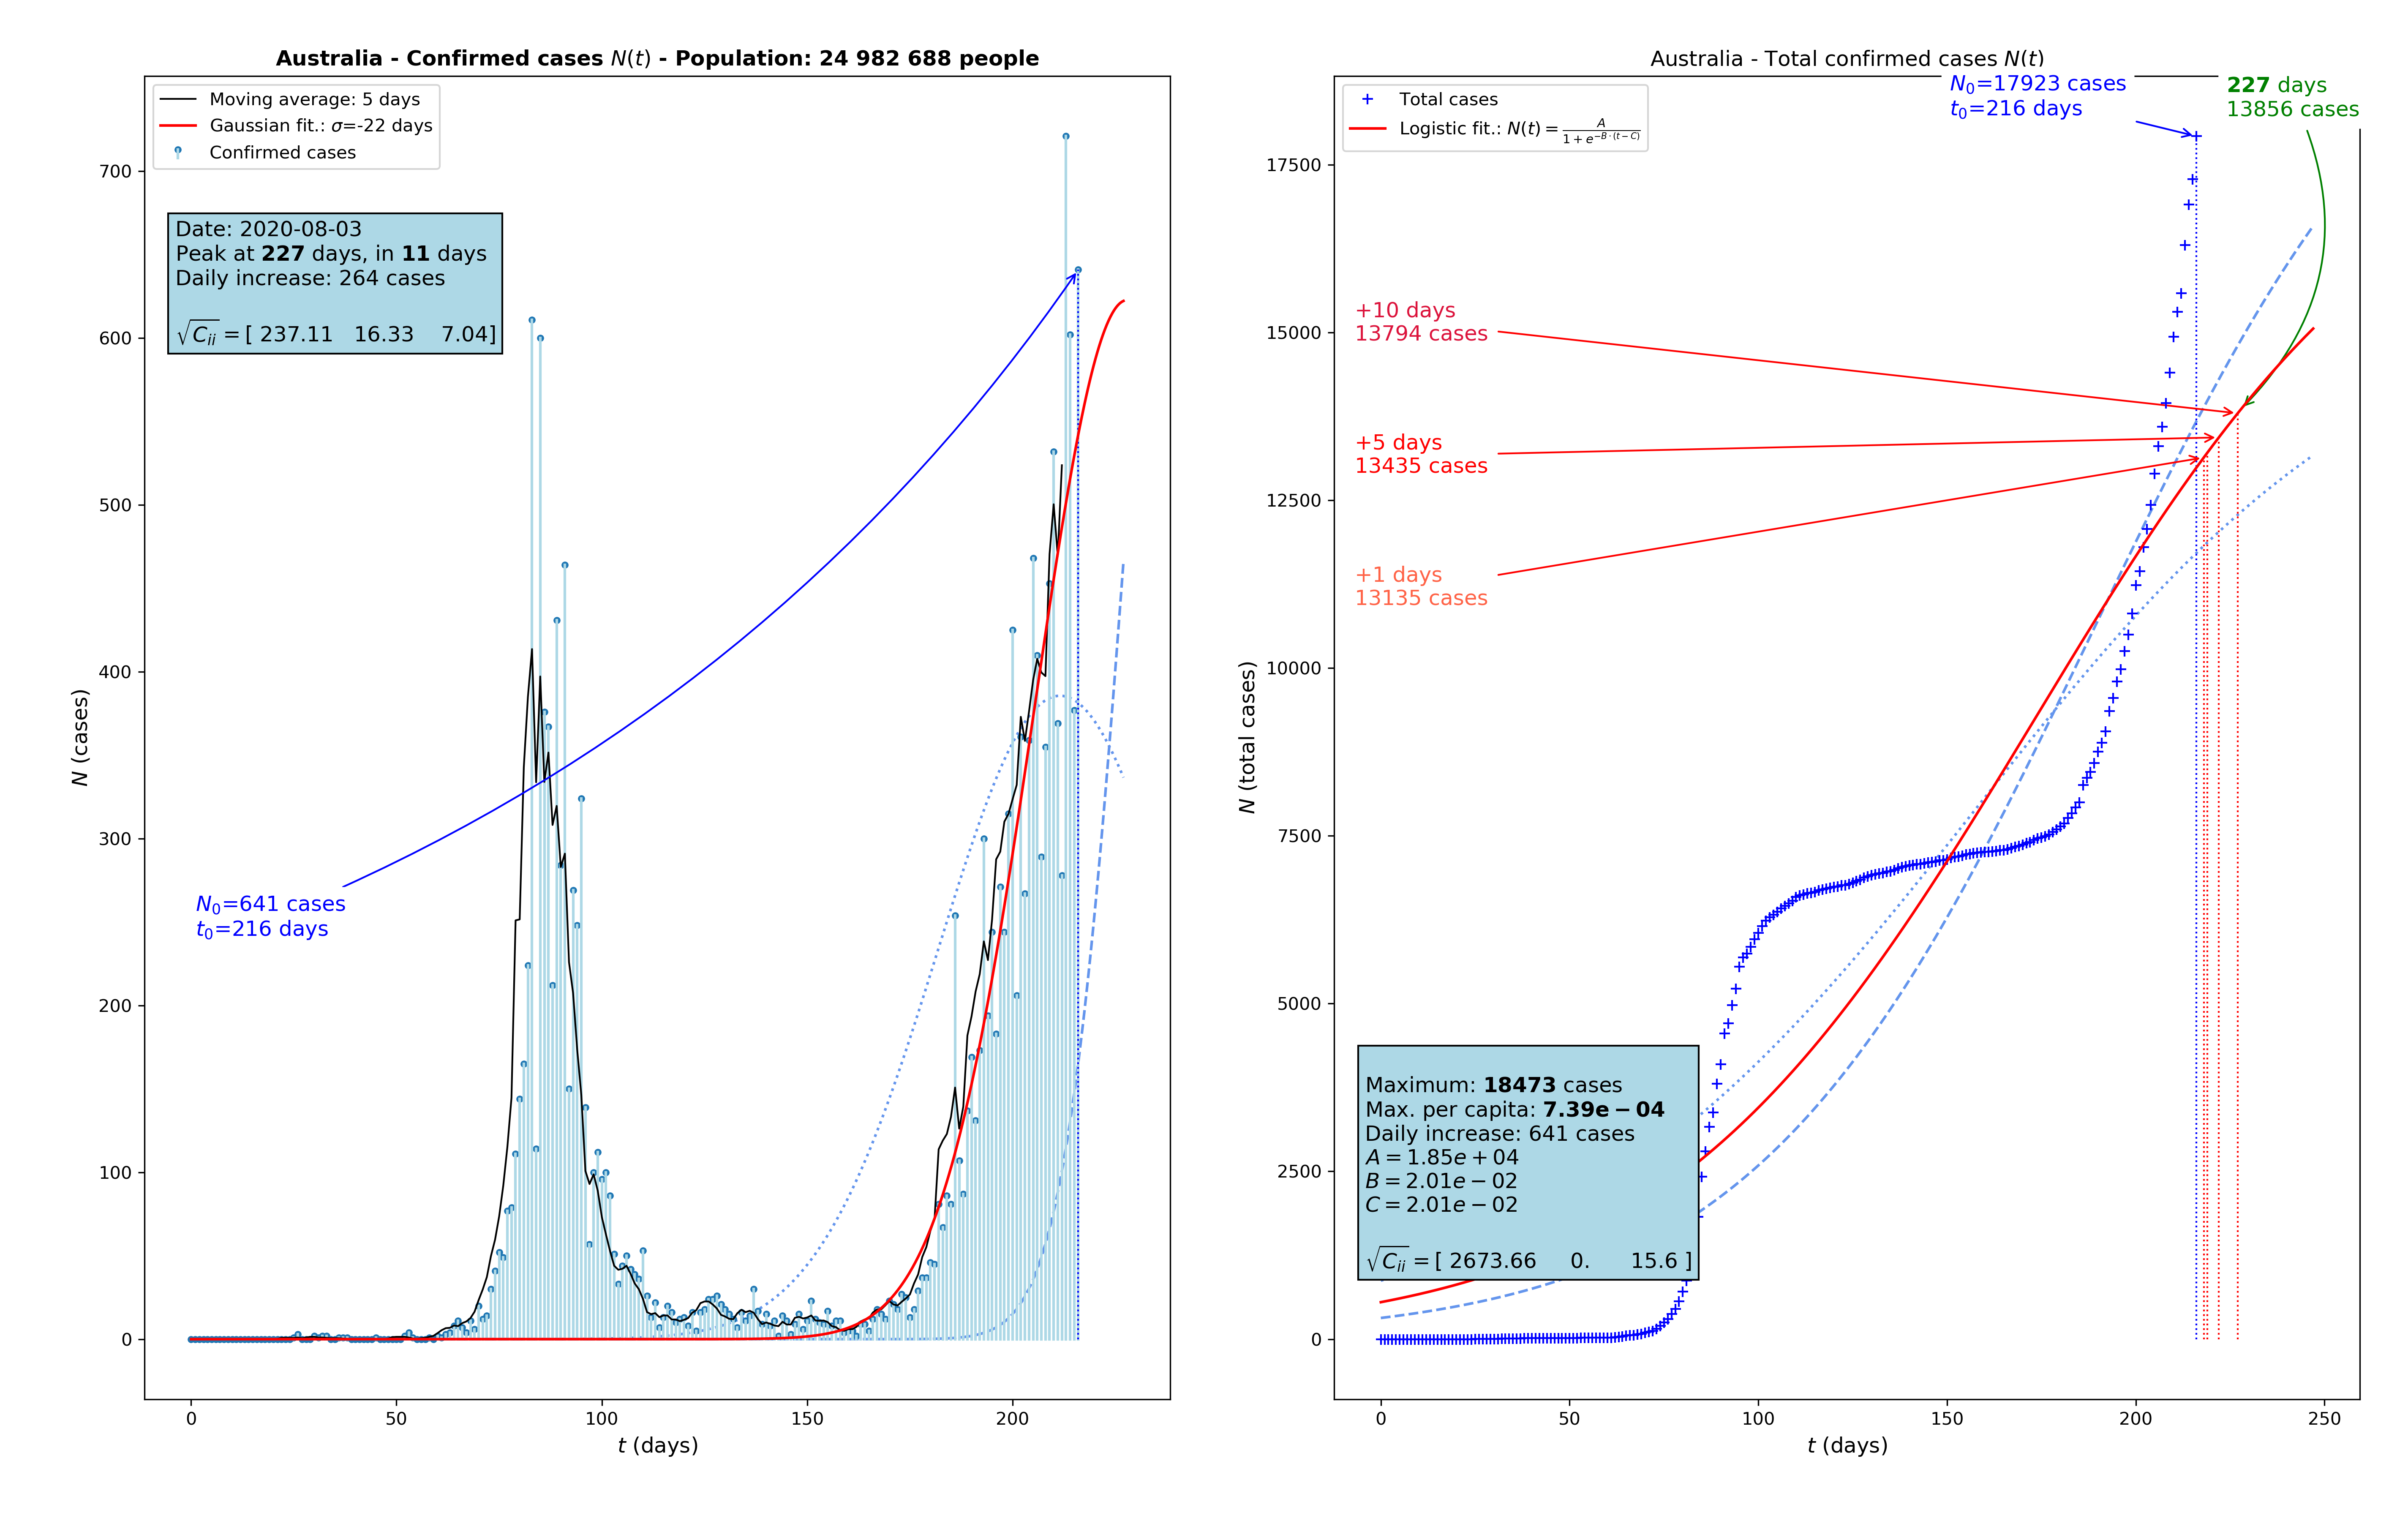 Australia - Confirmed cases N(t) - Population: 24 982 688 people
Moving average: 5 days
Gaussian fit.: σ=-22 days
Confirmed cases
Date: 2020-08-03
Peak at 227 days, in 11 days
Daily increase: 264 cases
√C_ii = [ 237.11 16.33 7.04]
N_0=641 cases
t_0=216 days
N (cases)
700
600
500
400
300
200
100
0
0 50 100 150 200
t (days)
Australia - Total confirmed cases N(t)
Total cases
Logistic fit.: N(t) = A / (1 + e^{-B·(t-C)})
N_0=17923 cases
t_0=216 days
227 days
13856 cases
+10 days
13794 cases
+5 days
13435 cases
+1 days
13135 cases
Maximum: 18473 cases
Max. per capita: 7.39e − 04
Daily increase: 641 cases
A = 1.85e + 04
B = 2.01e − 02
C = 2.01e − 02
√C_ii = [ 2673.66 0. 15.6 ]
N (total cases)
17500
15000
12500
10000
7500
5000
2500
0
0 50 100 150 200 250
t (days)